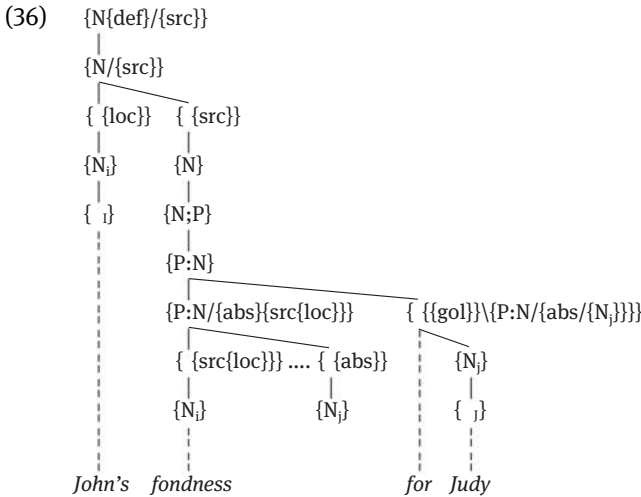 (36) {N{def}/{src}}
{N/{src}}
{ {loc}} { {src}}
{Nᵢ} {N}
{ ɪ} {N;P}
{P:N}
{P:N/{abs}{src{loc}}} { {{gol}}\{P:N/{abs/{Nⱼ}}}}
{ {src{loc}}} .... { {abs}} {Nⱼ}
{Nᵢ} {Nⱼ} { ᴊ}
John's fondness for Judy